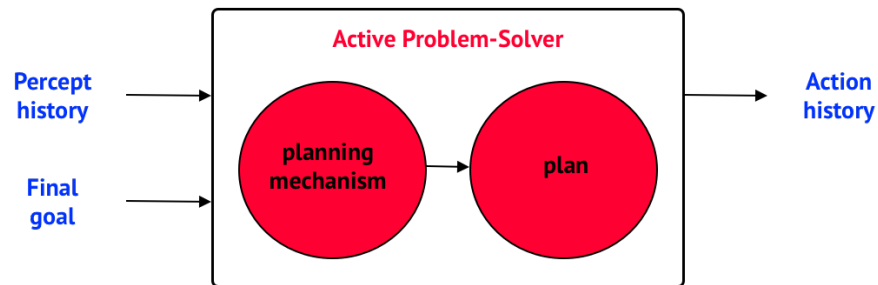 Active Problem-Solver
Percept
history
Action
history
planning
mechanism
plan
Final
goal